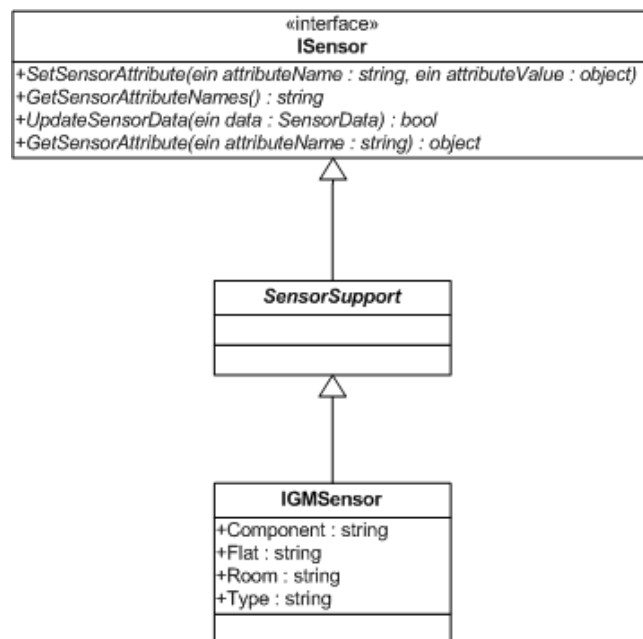 «interface»
ISensor
+SetSensorAttribute(ein attributeName : string, ein attributeValue : object)
+GetSensorAttributeNames() : string
+UpdateSensorData(ein data : SensorData) : bool
+GetSensorAttribute(ein attributeName : string) : object
SensorSupport
IGMSensor
+Component : string
+Flat : string
+Room : string
+Type : string